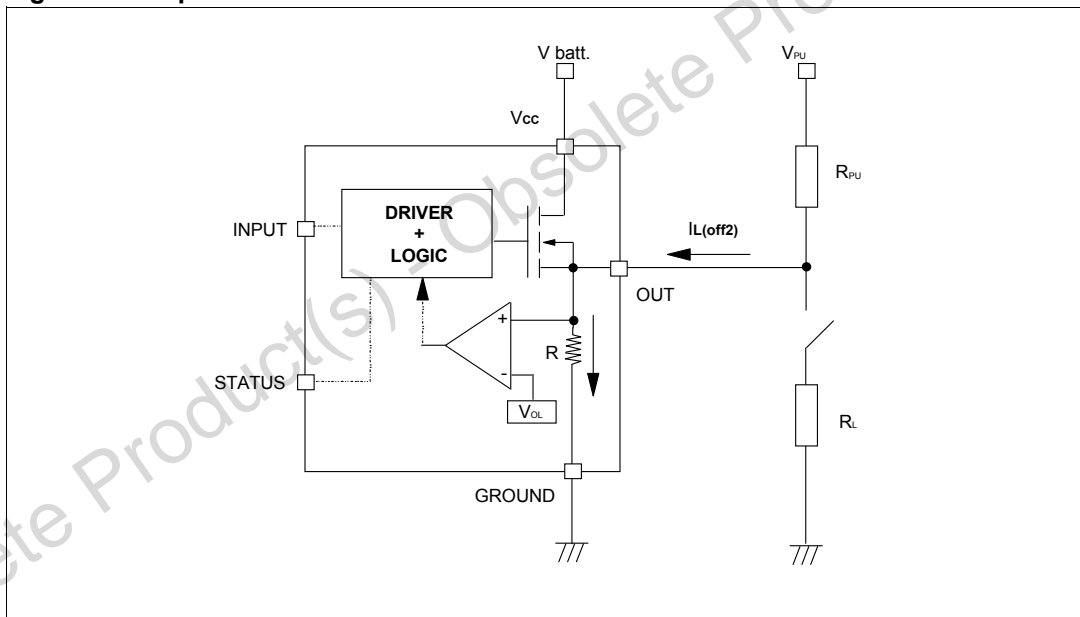 V batt.
VPU
Vcc
RPU
INPUT
DRIVER
+
LOGIC
IL(off2)
OUT
+
R
-
VOL
STATUS
RL
GROUND
Obsolete Product(s) - Obsolete Product(s)